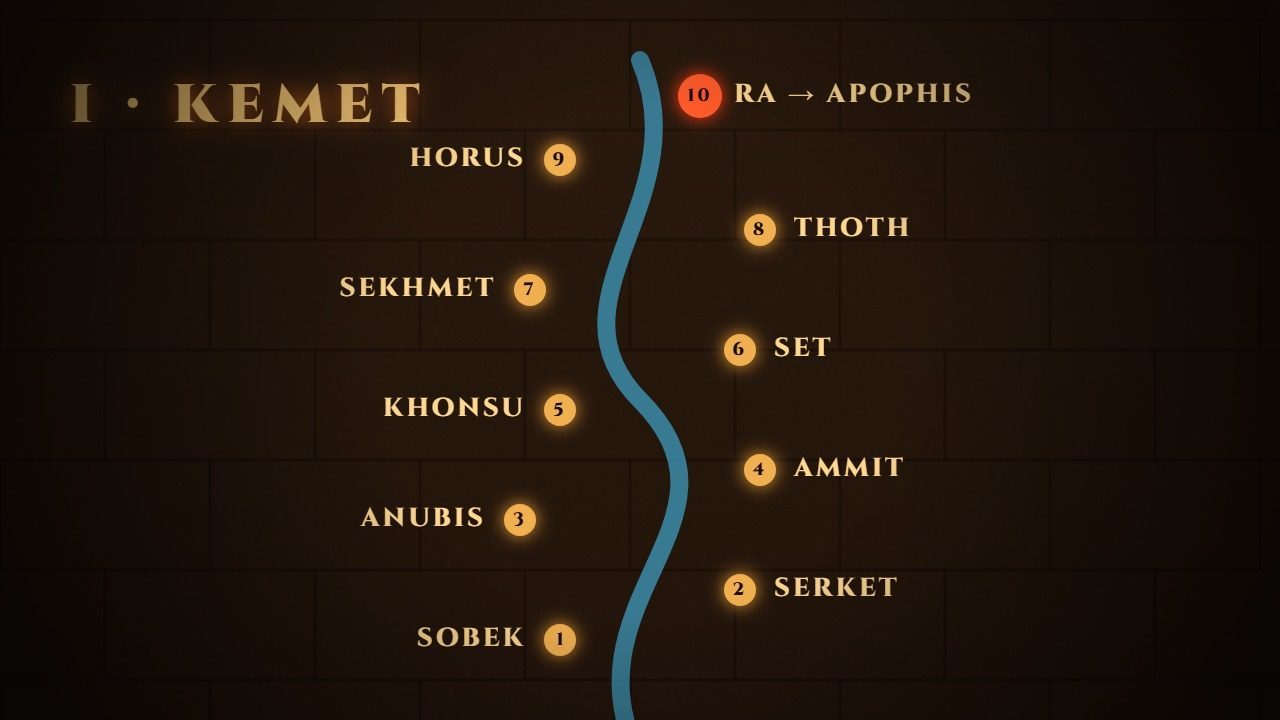 I · KEMET
10 RA → APOPHIS
HORUS 9
8 THOTH
SEKHMET 7
6 SET
KHONSU 5
4 AMMIT
ANUBIS 3
2 SERKET
SOBEK 1